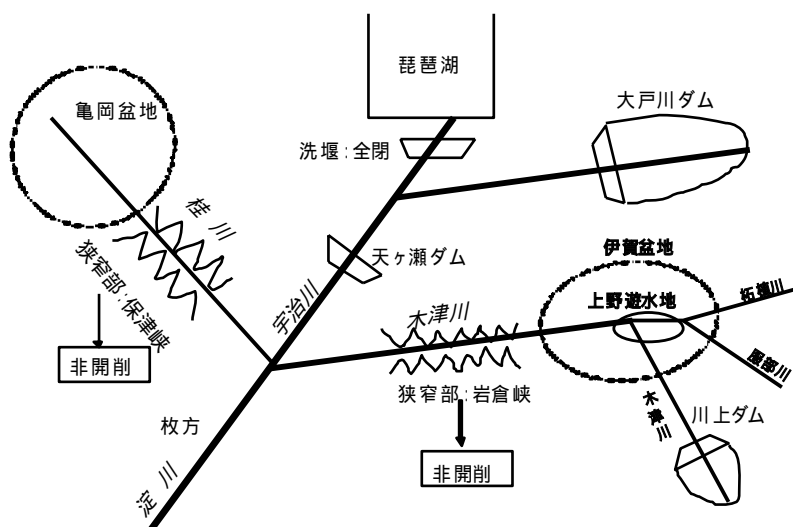 琵琶湖
亀岡盆地
大戸川ダム
洗堰：全閉
桂川
天ヶ瀬ダム
伊賀盆地
狭窄部：保津峡
宇治川
木津川
上野遊水地
柘植川
非開削
服部川
狭窄部：岩倉峡
木津川
川上ダム
枚方
非開削
淀川